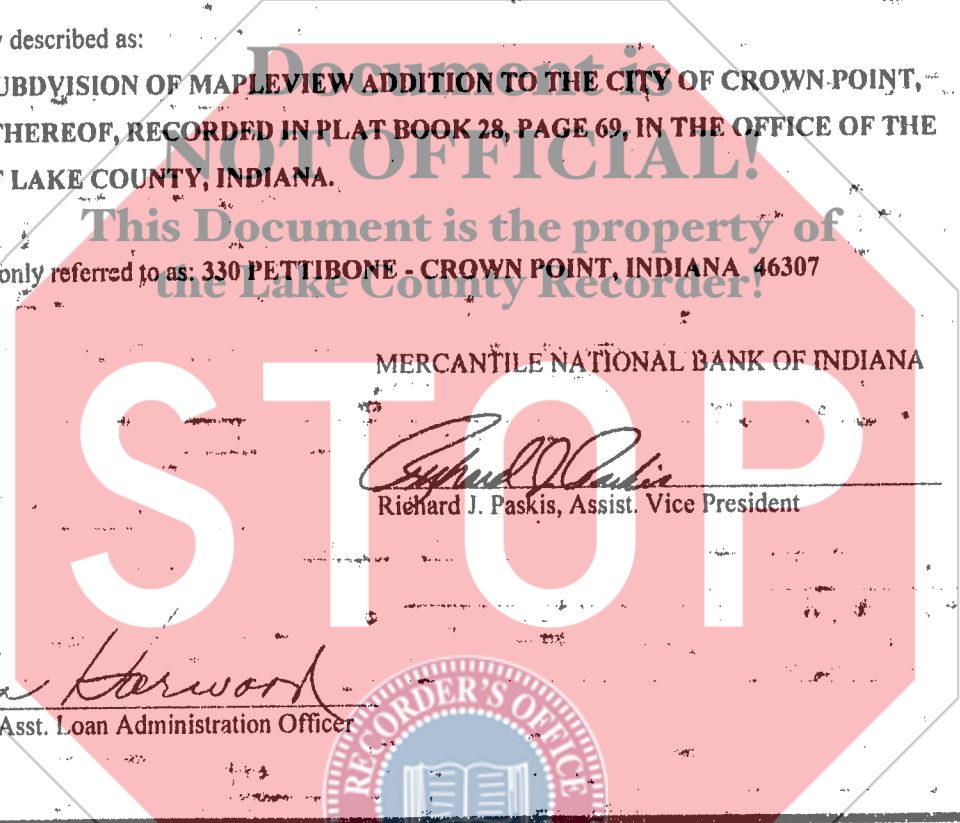 described as:
Document is
UBDVISION OF MAPLEVIEW ADDITION TO THE CITY OF CROWN POINT,
THEREOF, RECORDED IN PLAT BOOK 28, PAGE 69, IN THE OFFICE OF THE
NOT OFFICIAL!
LAKE COUNTY, INDIANA.
This Document is the property of
only referred to as: 330 PETTIBONE - CROWN POINT, INDIANA 46307
the Lake County Recorder!
MERCANTILE NATIONAL BANK OF INDIANA
STOP
Richard J. Paskis
Richard J. Paskis, Assist. Vice President
Harwood
Asst. Loan Administration Officer
RECORDER'S OFFICE